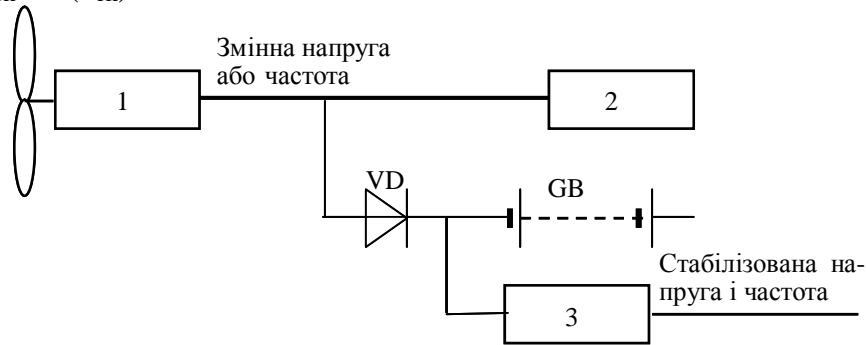 Змінна напруга
або частота
1
2
VD
GB
Стабілізована на-
пруга і частота
3